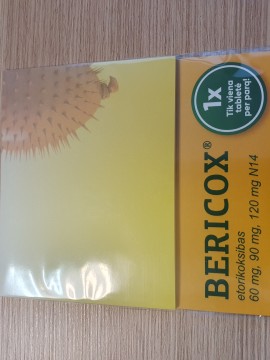 1x
Tik viena
tabletė
per parą!
BERICOX®
etorikoksibas
60 mg, 90 mg, 120 mg N14